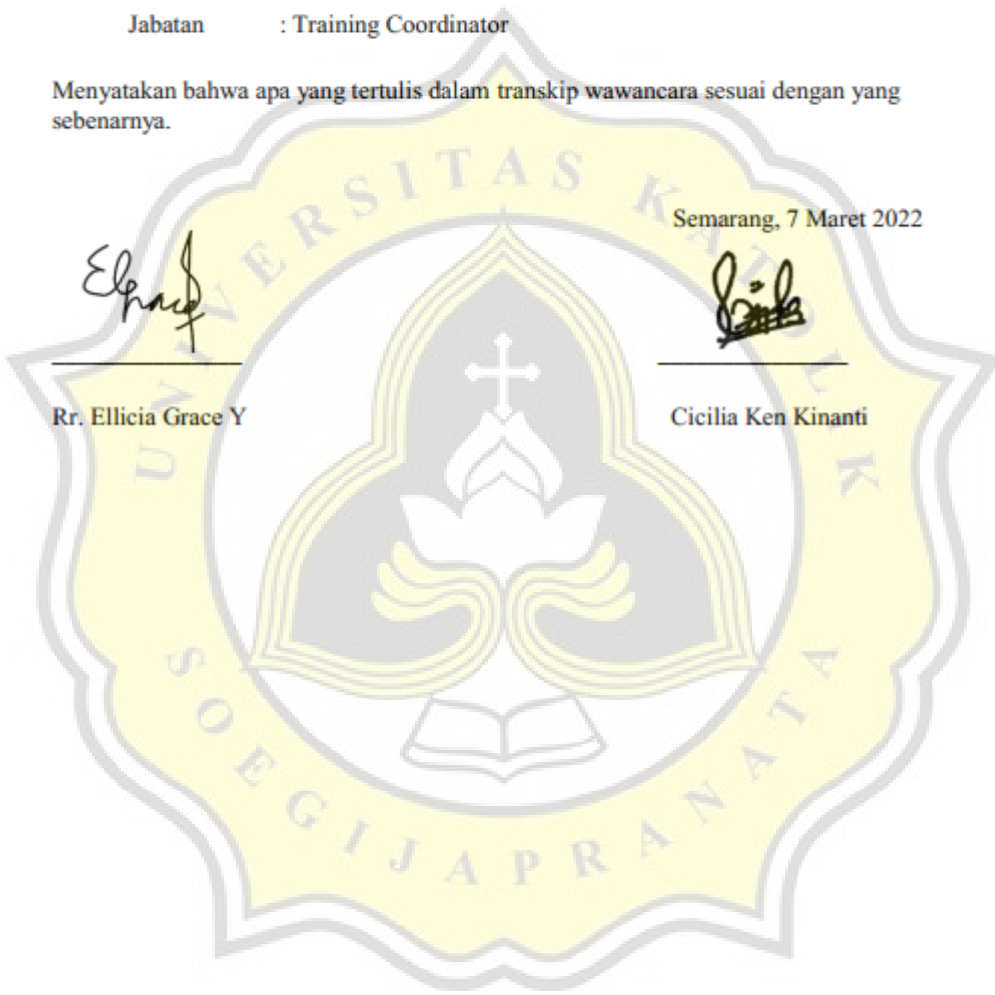 Jabatan : Training Coordinator
Menyatakan bahwa apa yang tertulis dalam transkip wawancara sesuai dengan yang
sebenarnya.
UNIVERSITAS KATOLIK
Semarang, 7 Maret 2022
Rr. Ellicia Grace Y Cicilia Ken Kinanti
SOEGIJAPRANATA